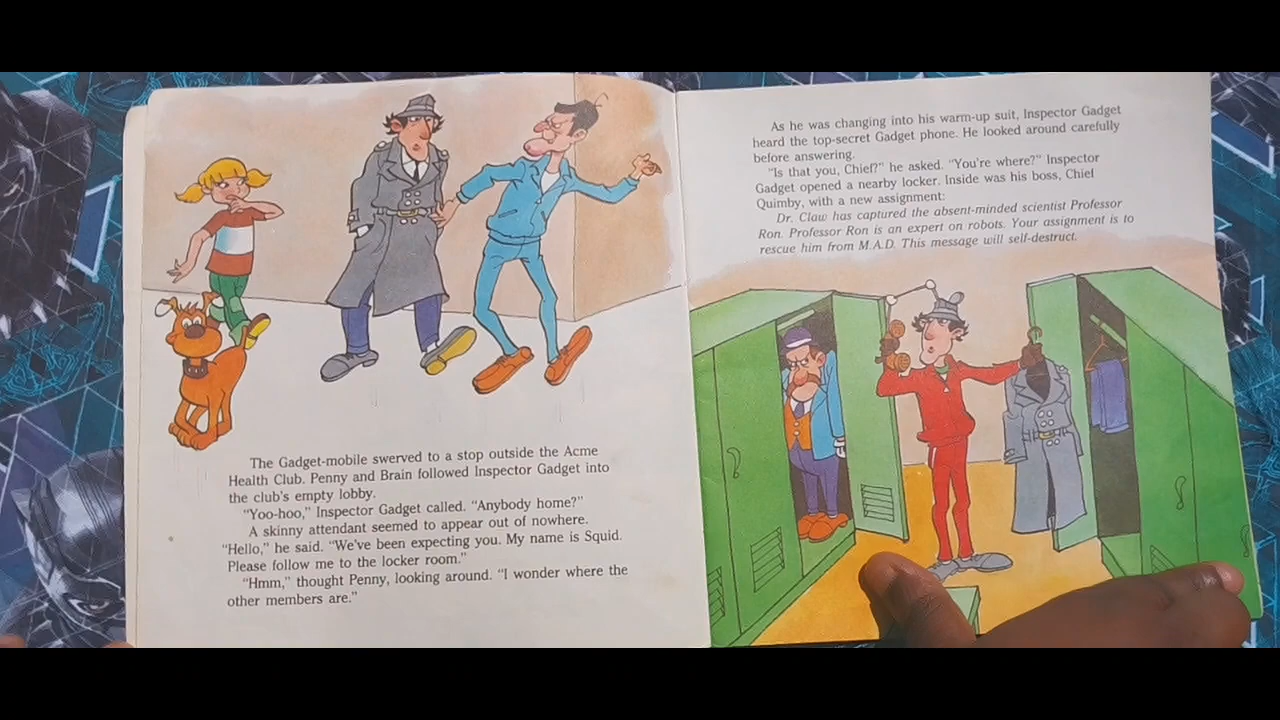 The Gadget-mobile swerved to a stop outside the Acme
Health Club. Penny and Brain followed Inspector Gadget into
the club's empty lobby.
"Yoo-hoo," Inspector Gadget called. "Anybody home?"
A skinny attendant seemed to appear out of nowhere.
"Hello," he said. "We've been expecting you. My name is Squid.
Please follow me to the locker room."
"Hmm," thought Penny, looking around. "I wonder where the
other members are."
As he was changing into his warm-up suit, Inspector Gadget
heard the top-secret Gadget phone. He looked around carefully
before answering.
"Is that you, Chief?" he asked. "You're where?" Inspector
Gadget opened a nearby locker. Inside was his boss, Chief
Quimby, with a new assignment:
Dr. Claw has captured the absent-minded scientist Professor
Ron. Professor Ron is an expert on robots. Your assignment is to
rescue him from M.A.D. This message will self-destruct.